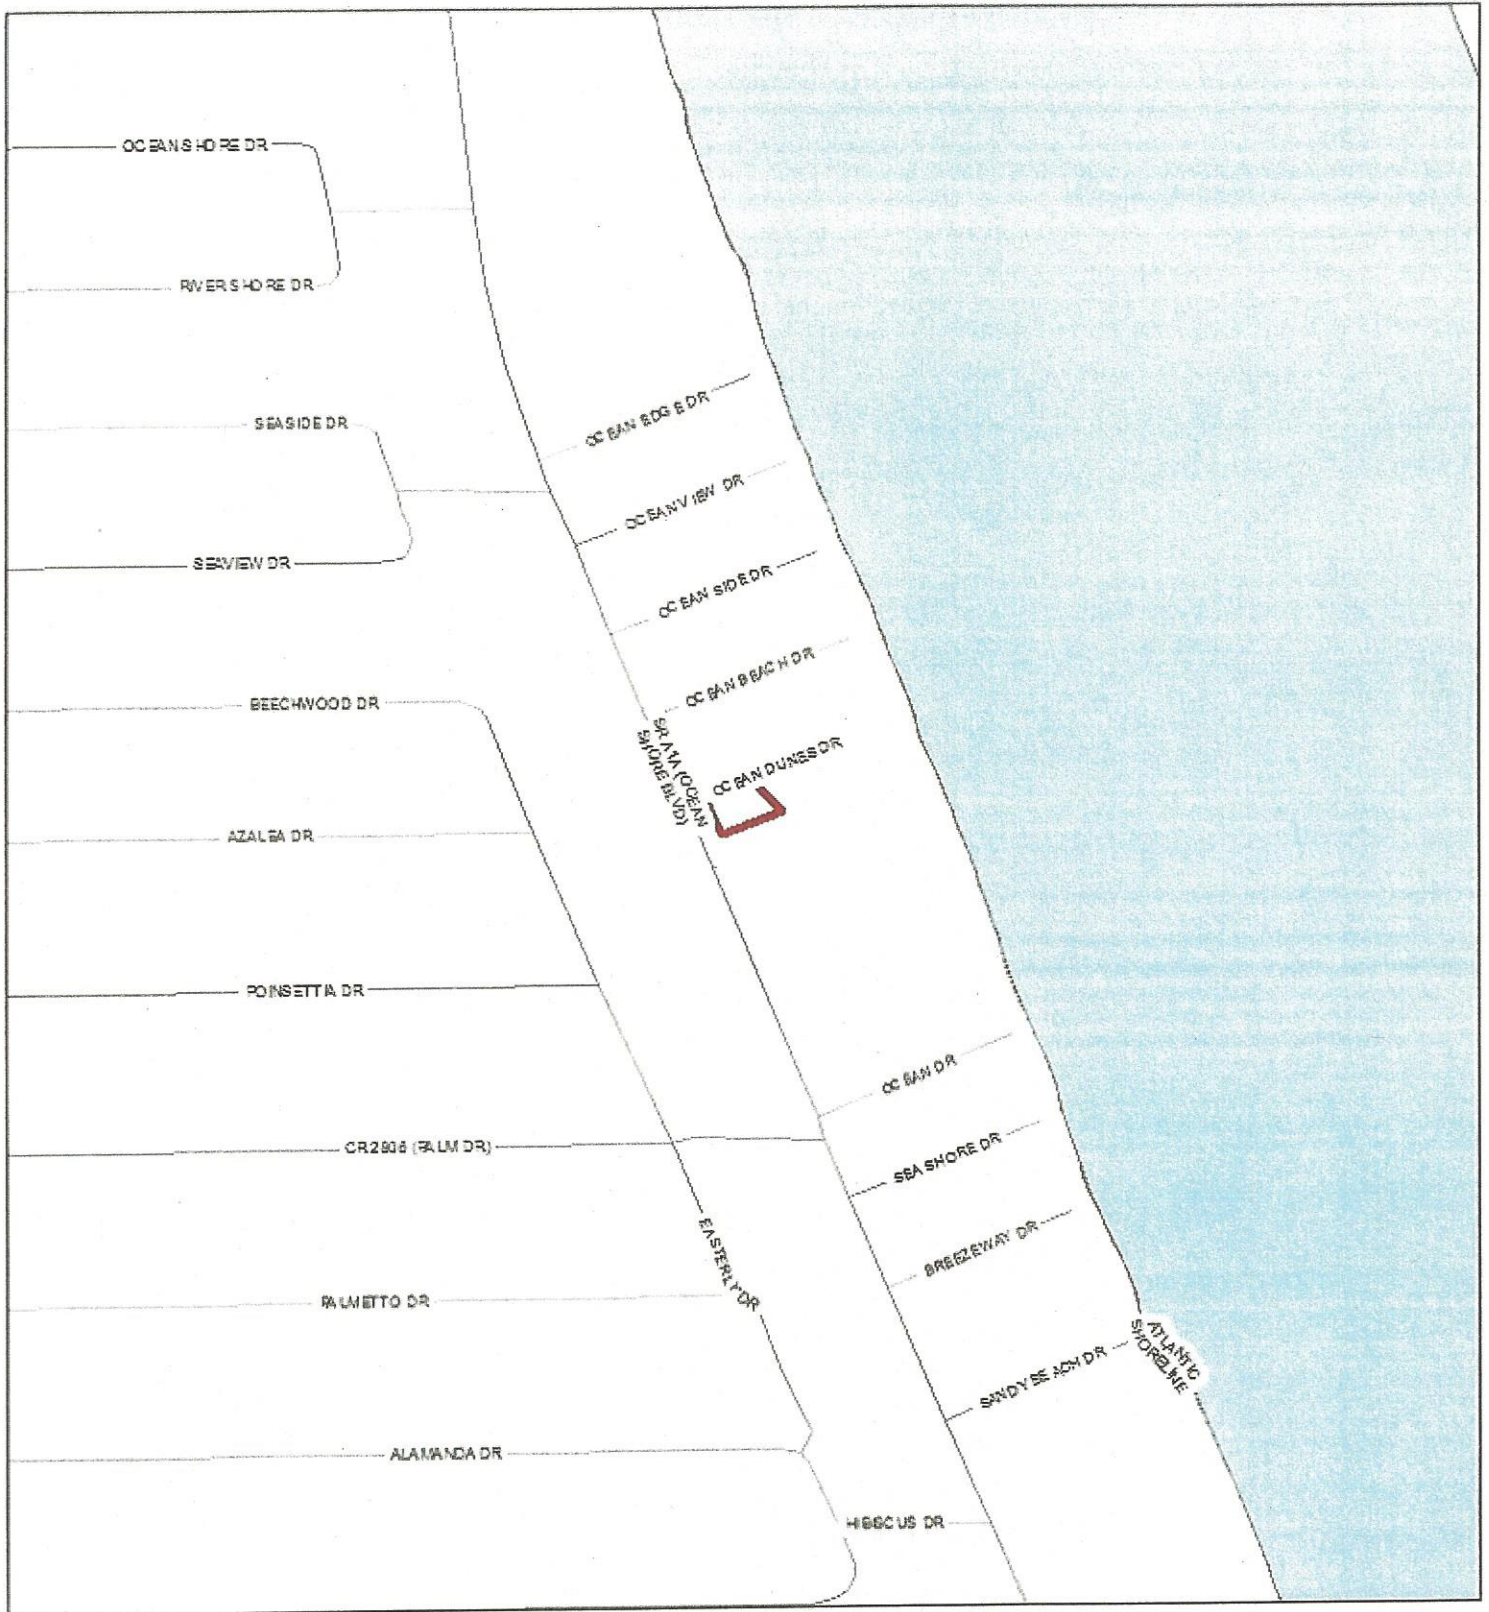 OCEANSHORE DR
RIVERSHORE DR
OCEAN EDGE DR
SEASIDE DR
OCEANVIEW DR
SEAVIEW DR
OCEAN SIDE DR
OCEAN BEACH DR
BEECHWOOD DR
SR A1A (OCEAN
SHORE BLVD)
OCEAN DUNES DR
AZALEA DR
POINSETTIA DR
OCEAN DR
CR2806 (PALM DR)
SEA SHORE DR
EASTERLY DR
BREEZEWAY DR
PALMETTO DR
ATLANTIC
SHORELINE
SANDY BEACH DR
ALAMANDA DR
HIBISCUS DR